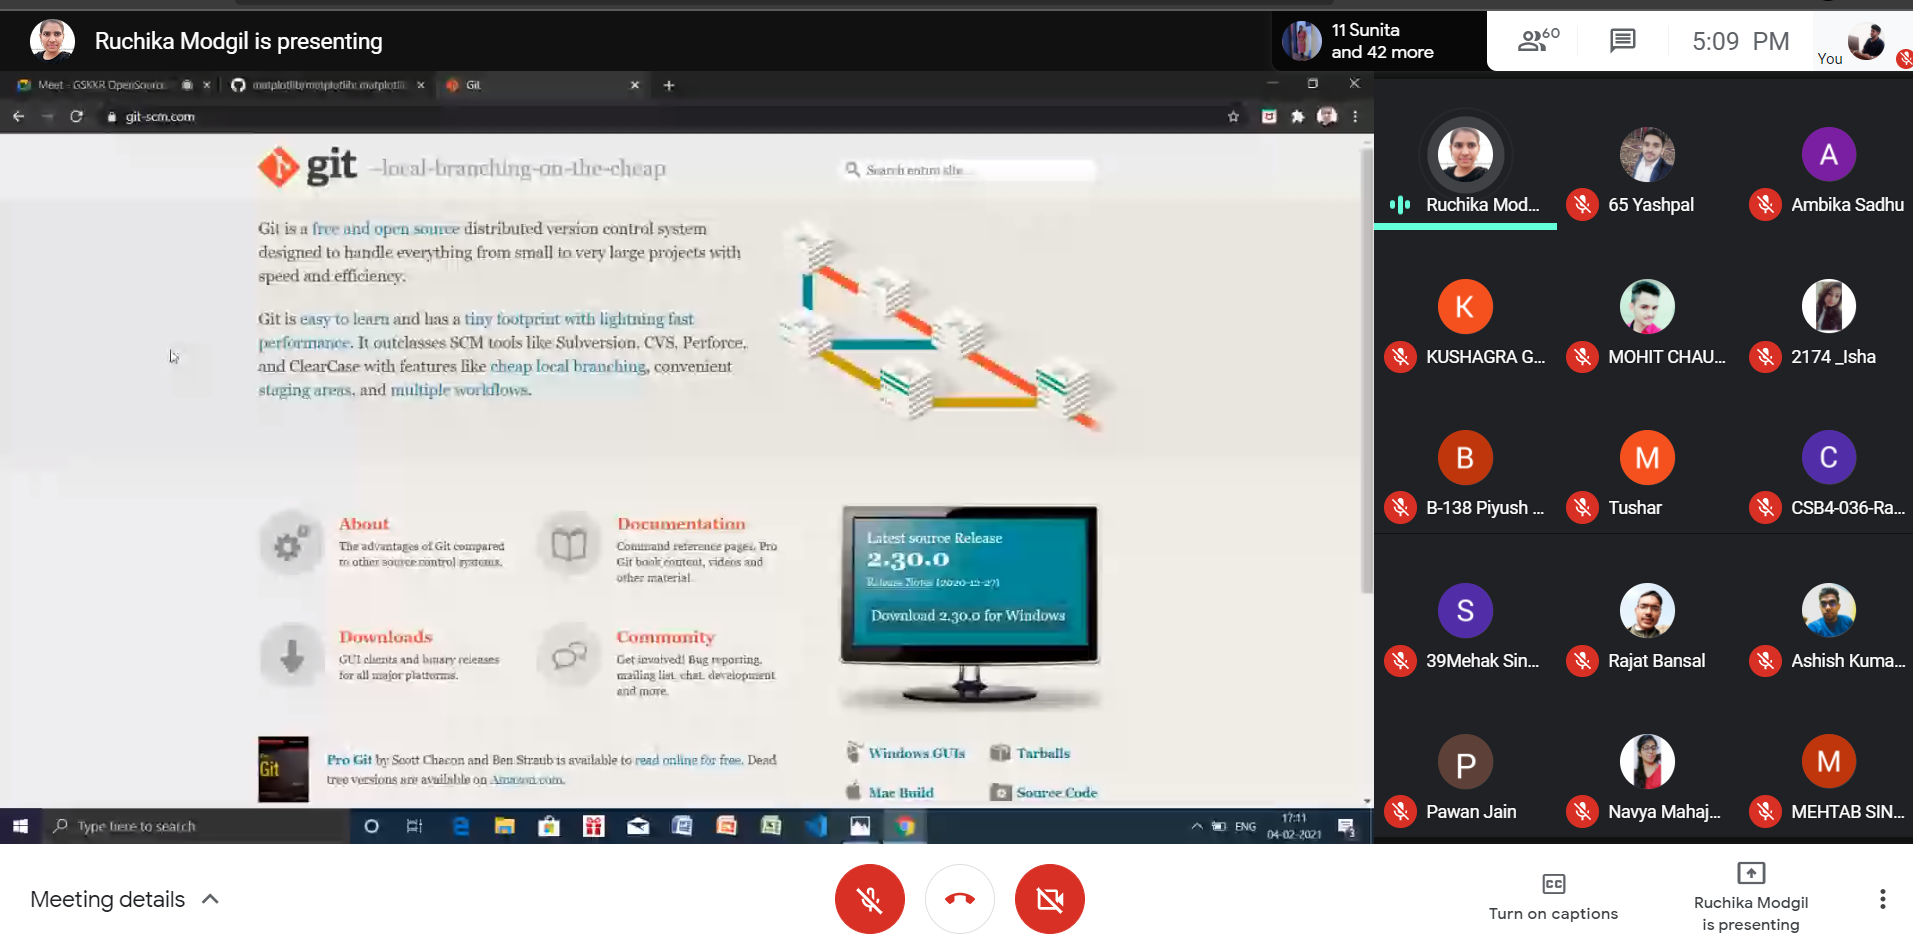 Ruchika Modgil is presenting
11 Sunita
and 42 more
60
5:09 PM
You
Meet - GSKKR OpenSource
Git
git-scm.com
git --local-branching-on-the-cheap
Search entire site...
Git is a free and open source distributed version control system
designed to handle everything from small to very large projects with
speed and efficiency.
Git is easy to learn and has a tiny footprint with lightning fast
performance. It outclasses SCM tools like Subversion, CVS, Perforce,
and ClearCase with features like cheap local branching, convenient
staging areas, and multiple workflows.
About
The advantages of Git compared
to other source control systems.
Documentation
Command reference pages, Pro
Git book content, videos and
other material.
Downloads
GUI clients and binary releases
for all major platforms.
Community
Get involved! Bug reporting,
mailing list, chat, development
and more.
Latest source Release
2.30.0
Release Notes (2020-12-27)
Download 2.30.0 for Windows
Pro
Git
Pro Git by Scott Chacon and Ben Straub is available to read online for free. Dead
tree versions are available on Amazon.com.
Windows GUIs
Tarballs
Mac Build
Source Code
Type here to search
ENG
17:11
04-02-2021
3
Ruchika Mod...
65 Yashpal
A
Ambika Sadhu
K
KUSHAGRA G...
MOHIT CHAU...
2174 _Isha
B
B-138 Piyush ...
M
Tushar
C
CSB4-036-Ra...
S
39Mehak Sin...
Rajat Bansal
Ashish Kuma...
P
Pawan Jain
Navya Mahaj...
M
MEHTAB SIN...
Meeting details
CC
Turn on captions
Ruchika Modgil
is presenting